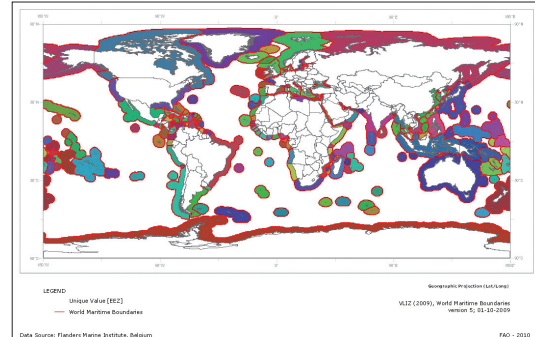 LEGEND
Unique Value [EEZ]
World Maritime Boundaries
Geographic Projection (Lat/Long)
VLIZ (2009), World Maritime Boundaries
version 5; 01-10-2009
Data Source: Flanders Marine Institute, Belgium
FAO - 2010